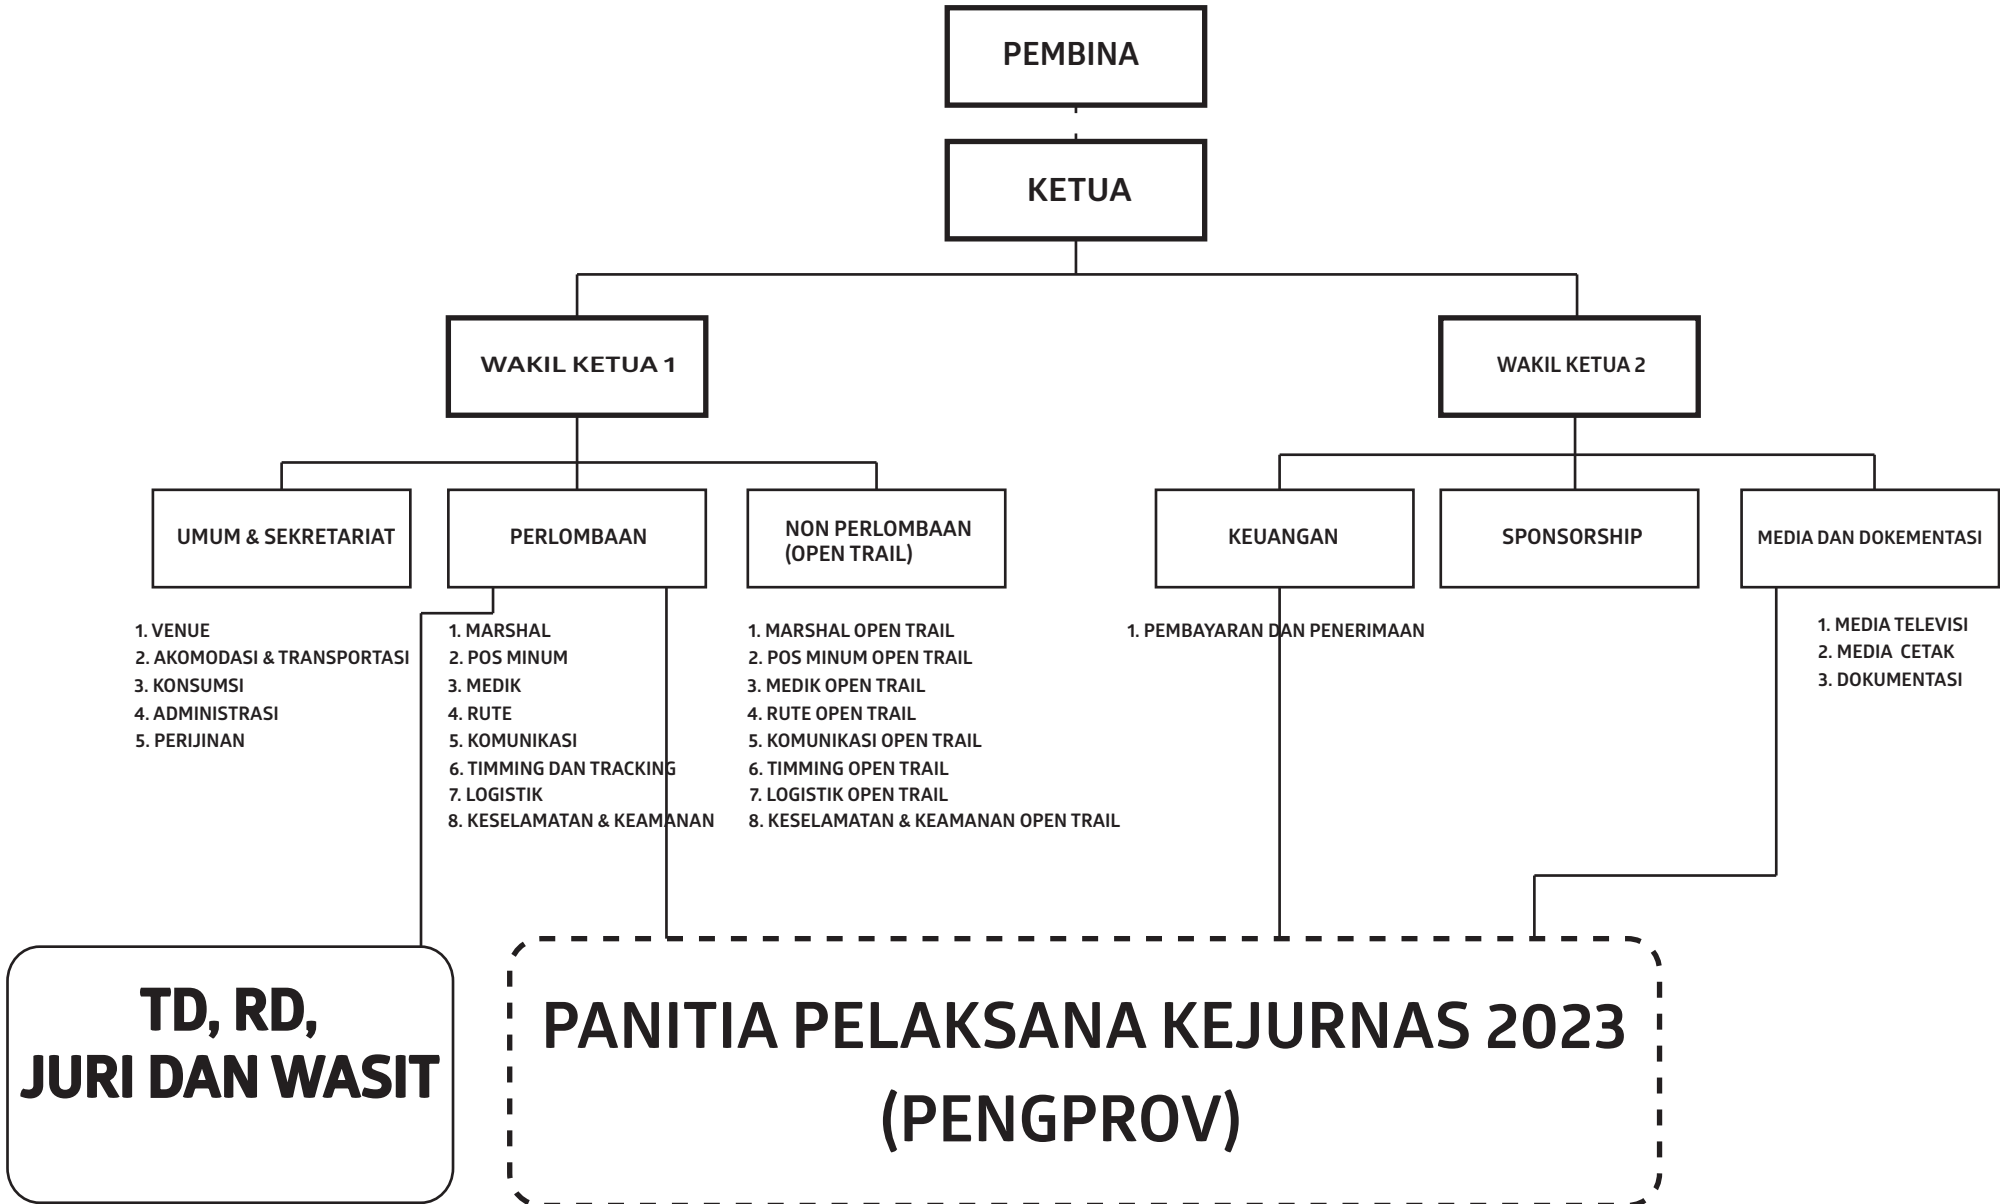 PEMBINA
KETUA
WAKIL KETUA 1
WAKIL KETUA 2
UMUM & SEKRETARIAT
PERLOMBAAN
NON PERLOMBAAN
(OPEN TRAIL)
KEUANGAN
SPONSORSHIP
MEDIA DAN DOKEMENTASI
1. VENUE
2. AKOMODASI & TRANSPORTASI
3. KONSUMSI
4. ADMINISTRASI
5. PERIJINAN
1. MARSHAL
2. POS MINUM
3. MEDIK
4. RUTE
5. KOMUNIKASI
6. TIMMING DAN TRACKING
7. LOGISTIK
8. KESELAMATAN & KEAMANAN
1. MARSHAL OPEN TRAIL
2. POS MINUM OPEN TRAIL
3. MEDIK OPEN TRAIL
4. RUTE OPEN TRAIL
5. KOMUNIKASI OPEN TRAIL
6. TIMMING OPEN TRAIL
7. LOGISTIK OPEN TRAIL
8. KESELAMATAN & KEAMANAN OPEN TRAIL
1. PEMBAYARAN DAN PENERIMAAN
1. MEDIA TELEVISI
2. MEDIA CETAK
3. DOKUMENTASI
TD, RD,
JURI DAN WASIT
PANITIA PELAKSANA KEJURNAS 2023
(PENGPROV)